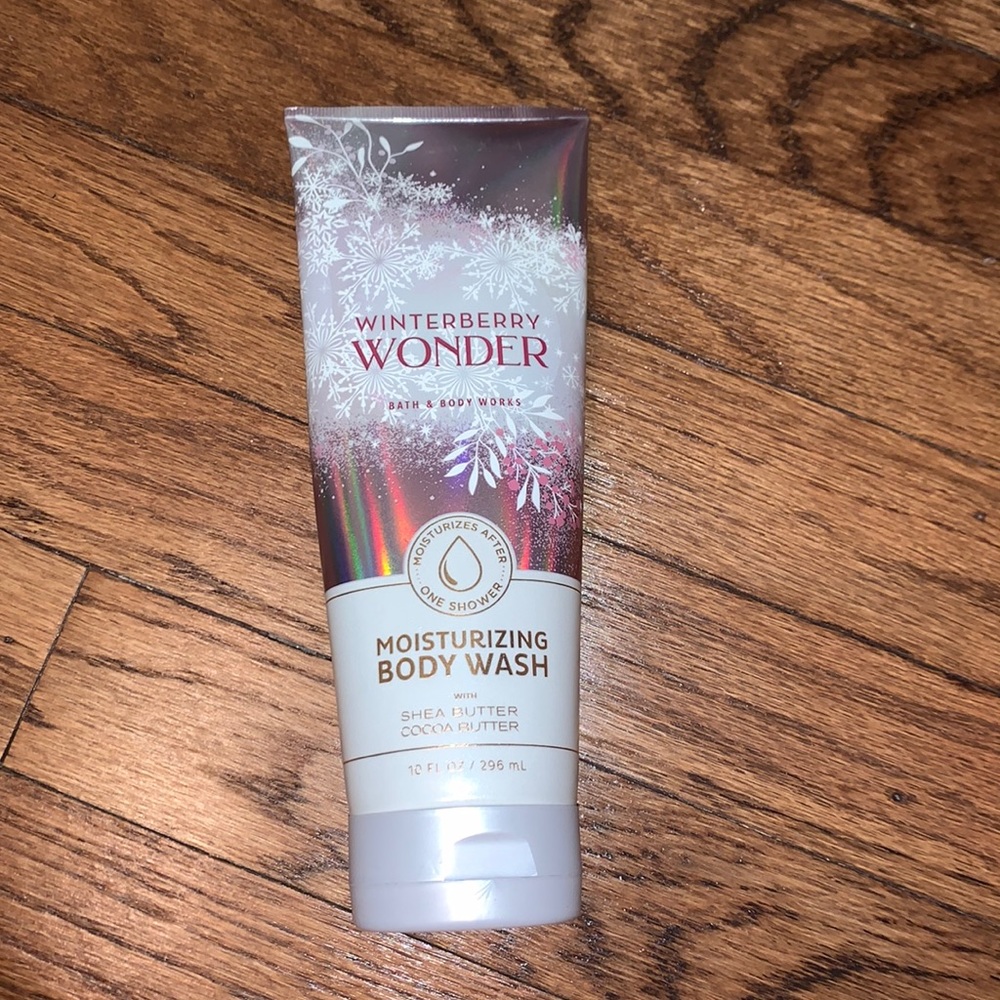 WINTERBERRY
WONDER
BATH & BODY WORKS
MOISTURIZES AFTER
ONE SHOWER
MOISTURIZING
BODY WASH
WITH
SHEA BUTTER
COCOA BUTTER
10 FL OZ / 296 mL